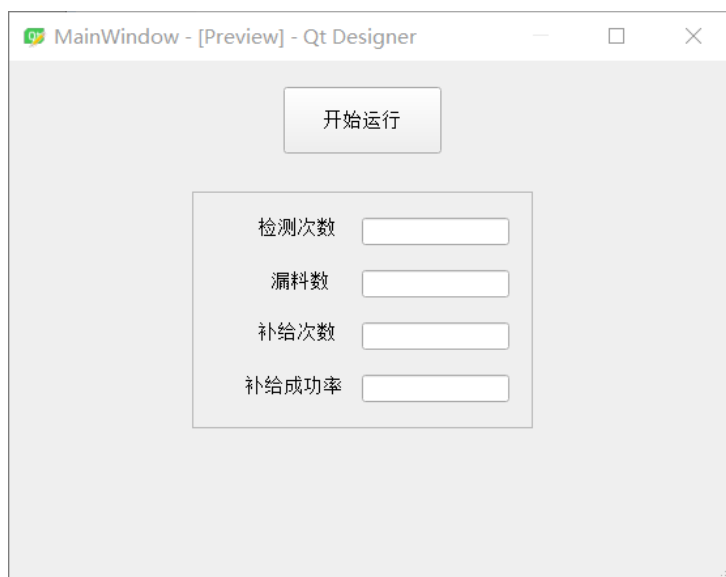 MainWindow - [Preview] - Qt Designer
开始运行
检测次数
漏料数
补给次数
补给成功率